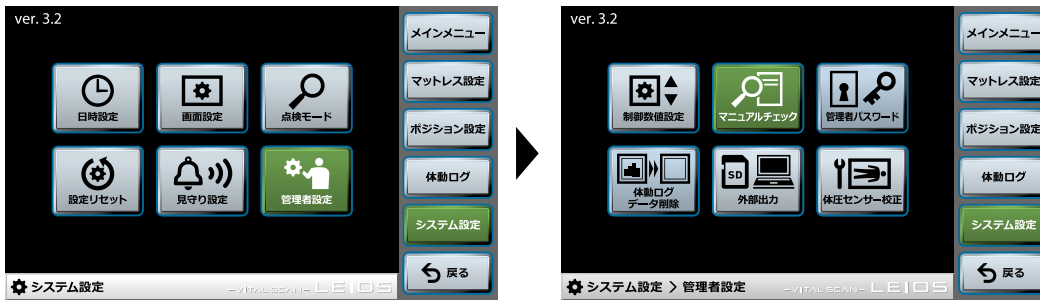 ver. 3.2
日時設定
画面設定
点検モード
設定リセット
見守り設定
管理者設定
メインメニュー
マットレス設定
ポジション設定
体動ログ
システム設定
戻る
システム設定
-VITAL SCAN- LEIOS
ver. 3.2
制御数値設定
マニュアルチェック
管理者パスワード
体動ログ
データ削除
SD
外部出力
体圧センサー校正
メインメニュー
マットレス設定
ポジション設定
体動ログ
システム設定
戻る
システム設定 > 管理者設定
-VITAL SCAN- LEIOS